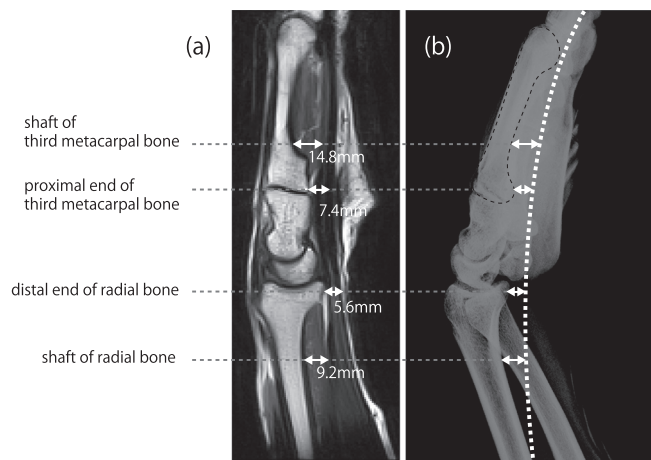 (a)
(b)
shaft of
third metacarpal bone
14.8mm
proximal end of
third metacarpal bone
7.4mm
distal end of radial bone
5.6mm
shaft of radial bone
9.2mm